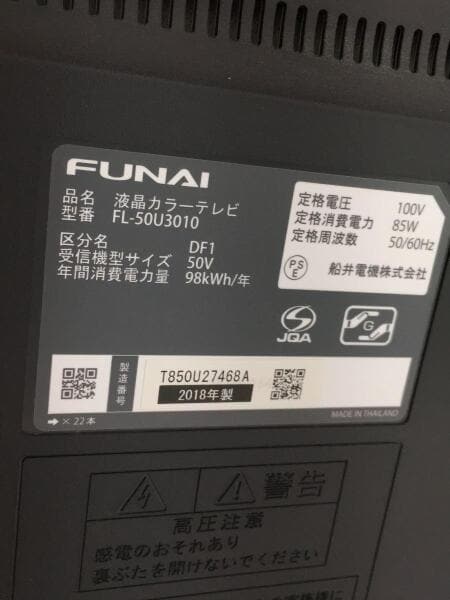 FUNAI
品名 液晶カラーテレビ
型番 FL-50U3010
区分名 DF1
受信機型サイズ 50V
年間消費電力量 98kWh/年
定格電圧 100V
定格消費電力 85W
定格周波数 50/60Hz
PSE 船井電機株式会社
JQA
G
製造番号 T850U27468A
2018年製
➡ × 22本
MADE IN THAILAND
警告
高圧注意
感電のおそれあり
裏ぶたを開けないでください